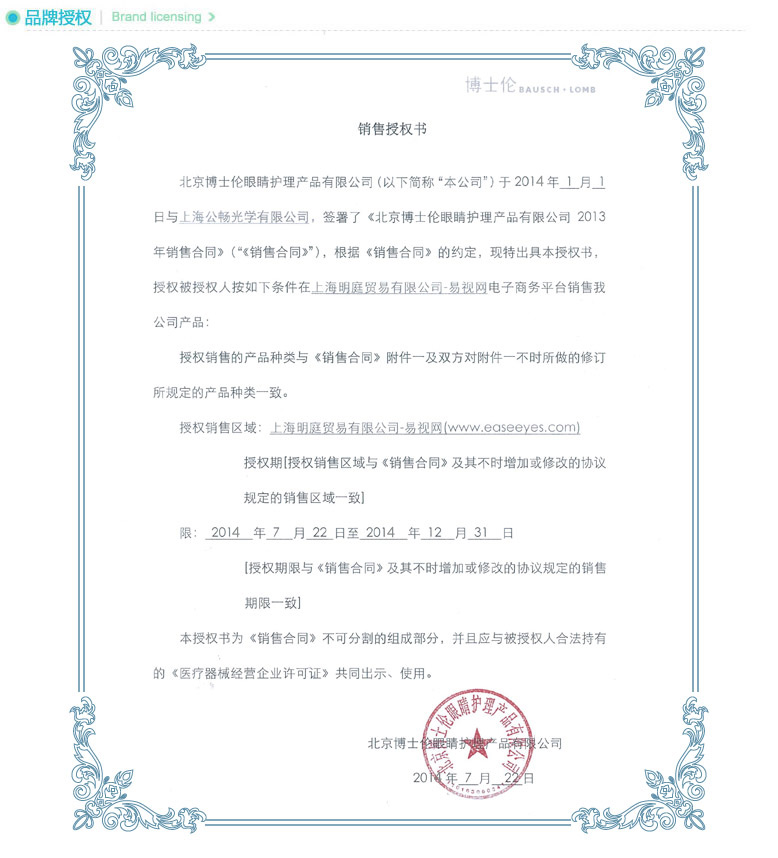 品牌授权 | Brand licensing >
博士伦 BAUSCH + LOMB
销售授权书
北京博士伦眼睛护理产品有限公司（以下简称“本公司”）于 2014 年 1 月 1
日与上海公畅光学有限公司，签署了《北京博士伦眼睛护理产品有限公司 2013
年销售合同》（“《销售合同》”），根据《销售合同》的约定，现特出具本授权书，
授权被授权人按如下条件在上海明庭贸易有限公司-易视网电子商务平台销售我
公司产品：
授权销售的产品种类与《销售合同》附件一及双方对附件一不时所做的修订
所规定的产品种类一致。
授权销售区域：上海明庭贸易有限公司-易视网(www.easeeyes.com)
授权期[授权销售区域与《销售合同》及其不时增加或修改的协议
规定的销售区域一致]
限： 2014 年 7 月 22 日至 2014 年 12 月 31 日
[授权期限与《销售合同》及其不时增加或修改的协议规定的销售
期限一致]
本授权书为《销售合同》不可分割的组成部分，并且应与被授权人合法持有
的《医疗器械经营企业许可证》共同出示、使用。
北京博士伦眼睛护理产品有限公司
北京博士伦眼睛护理产品有限公司
2014 年 7 月 22 日